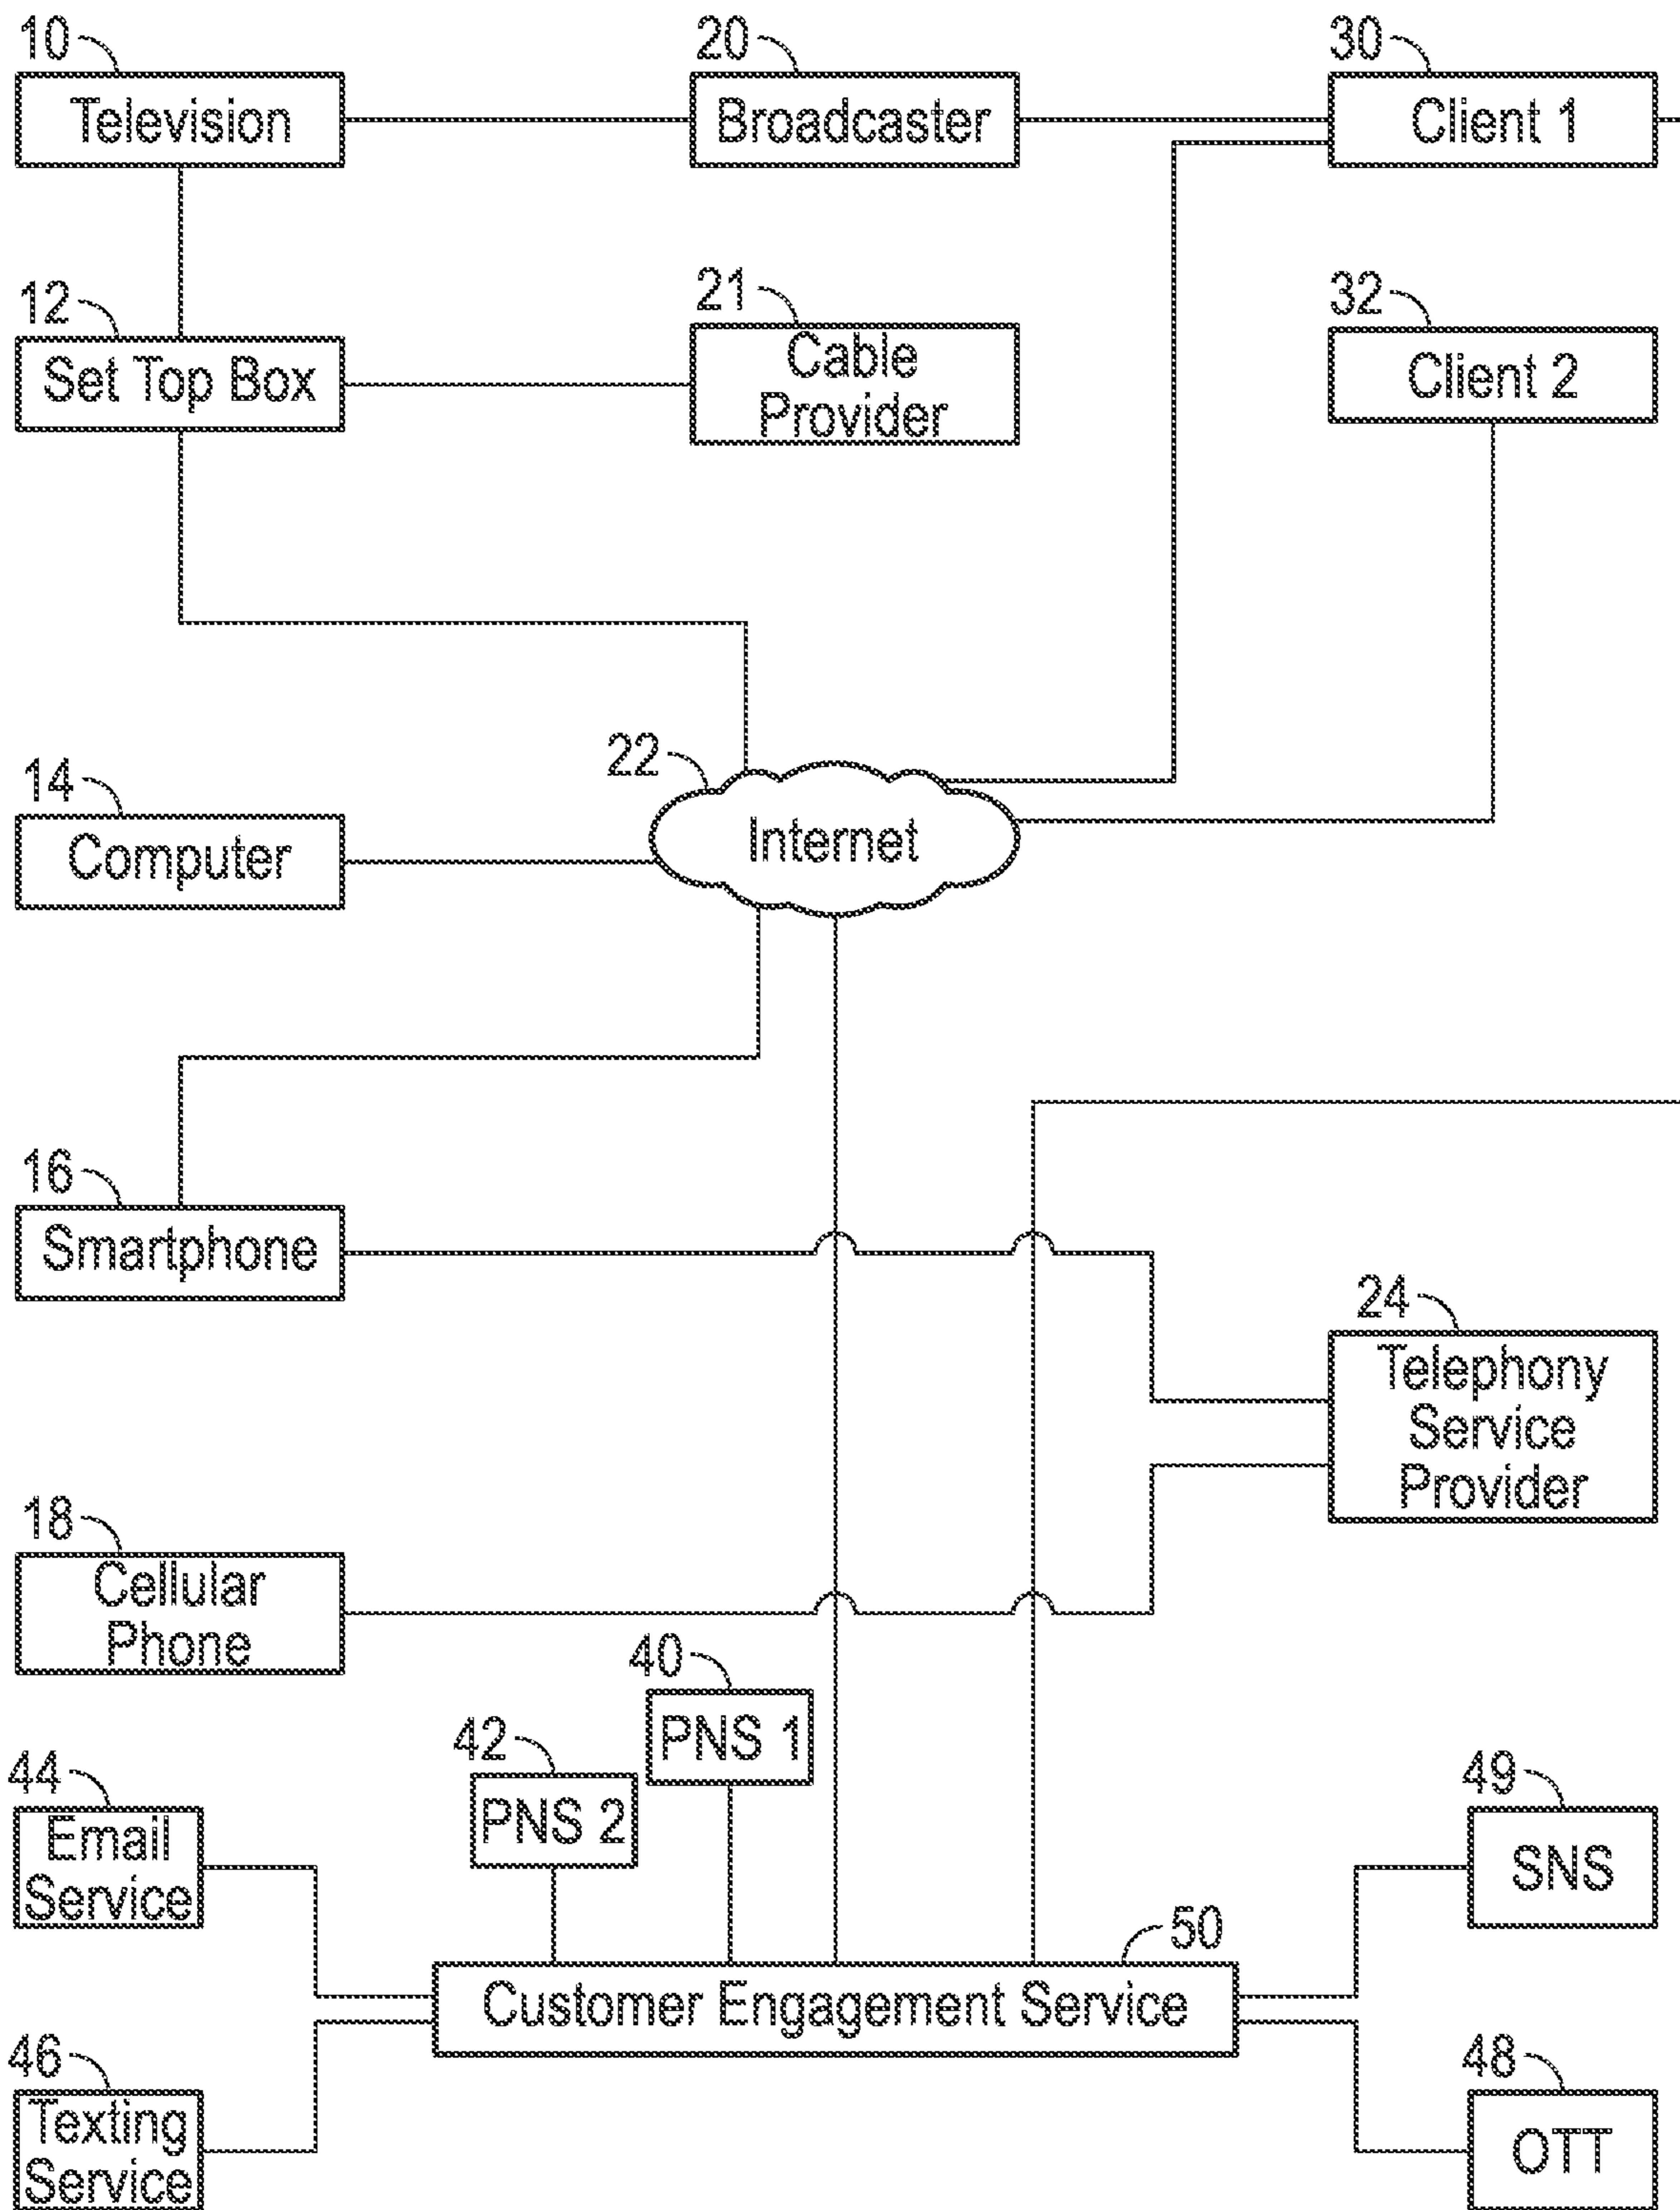 10
Television
20
Broadcaster
30
Client 1
12
Set Top Box
21
Cable
Provider
32
Client 2
14
Computer
22
Internet
16
Smartphone
24
Telephony
Service
Provider
18
Cellular
Phone
40
PNS 1
42
PNS 2
44
Email
Service
49
SNS
50
Customer Engagement Service
46
Texting
Service
48
OTT